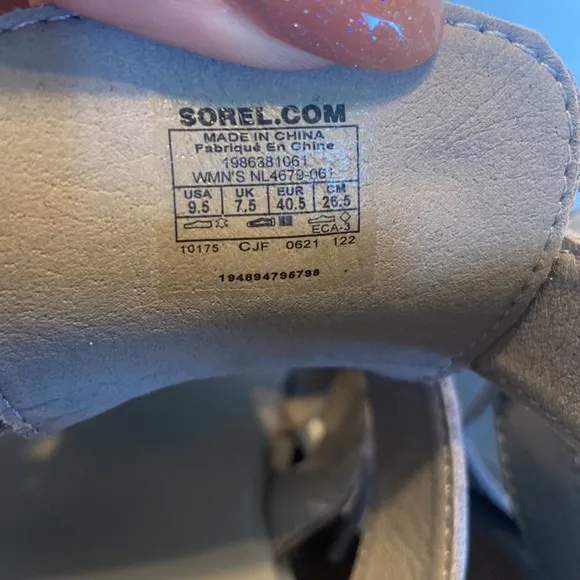 SOREL.COM
MADE IN CHINA
Fabriqué En Chine
1986381061
WMN'S NL4679-061
USA UK EUR CM
9.5 7.5 40.5 26.5
ECA-3
10175 CJF 0621 122
194894795798